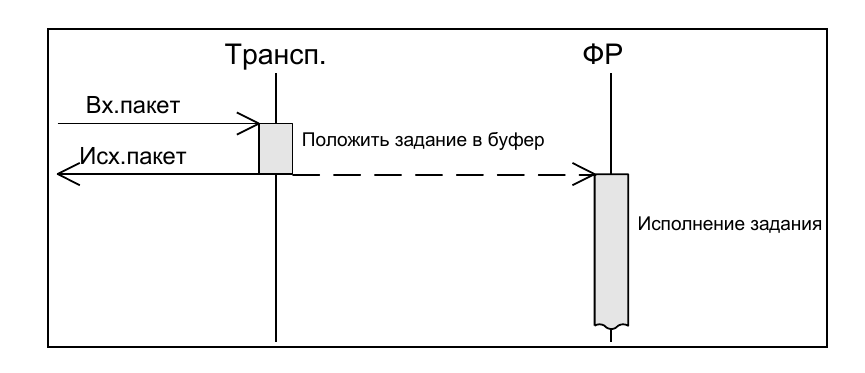 Трансп.
ФР
Вх.пакет
Положить задание в буфер
Исх.пакет
Исполнение задания